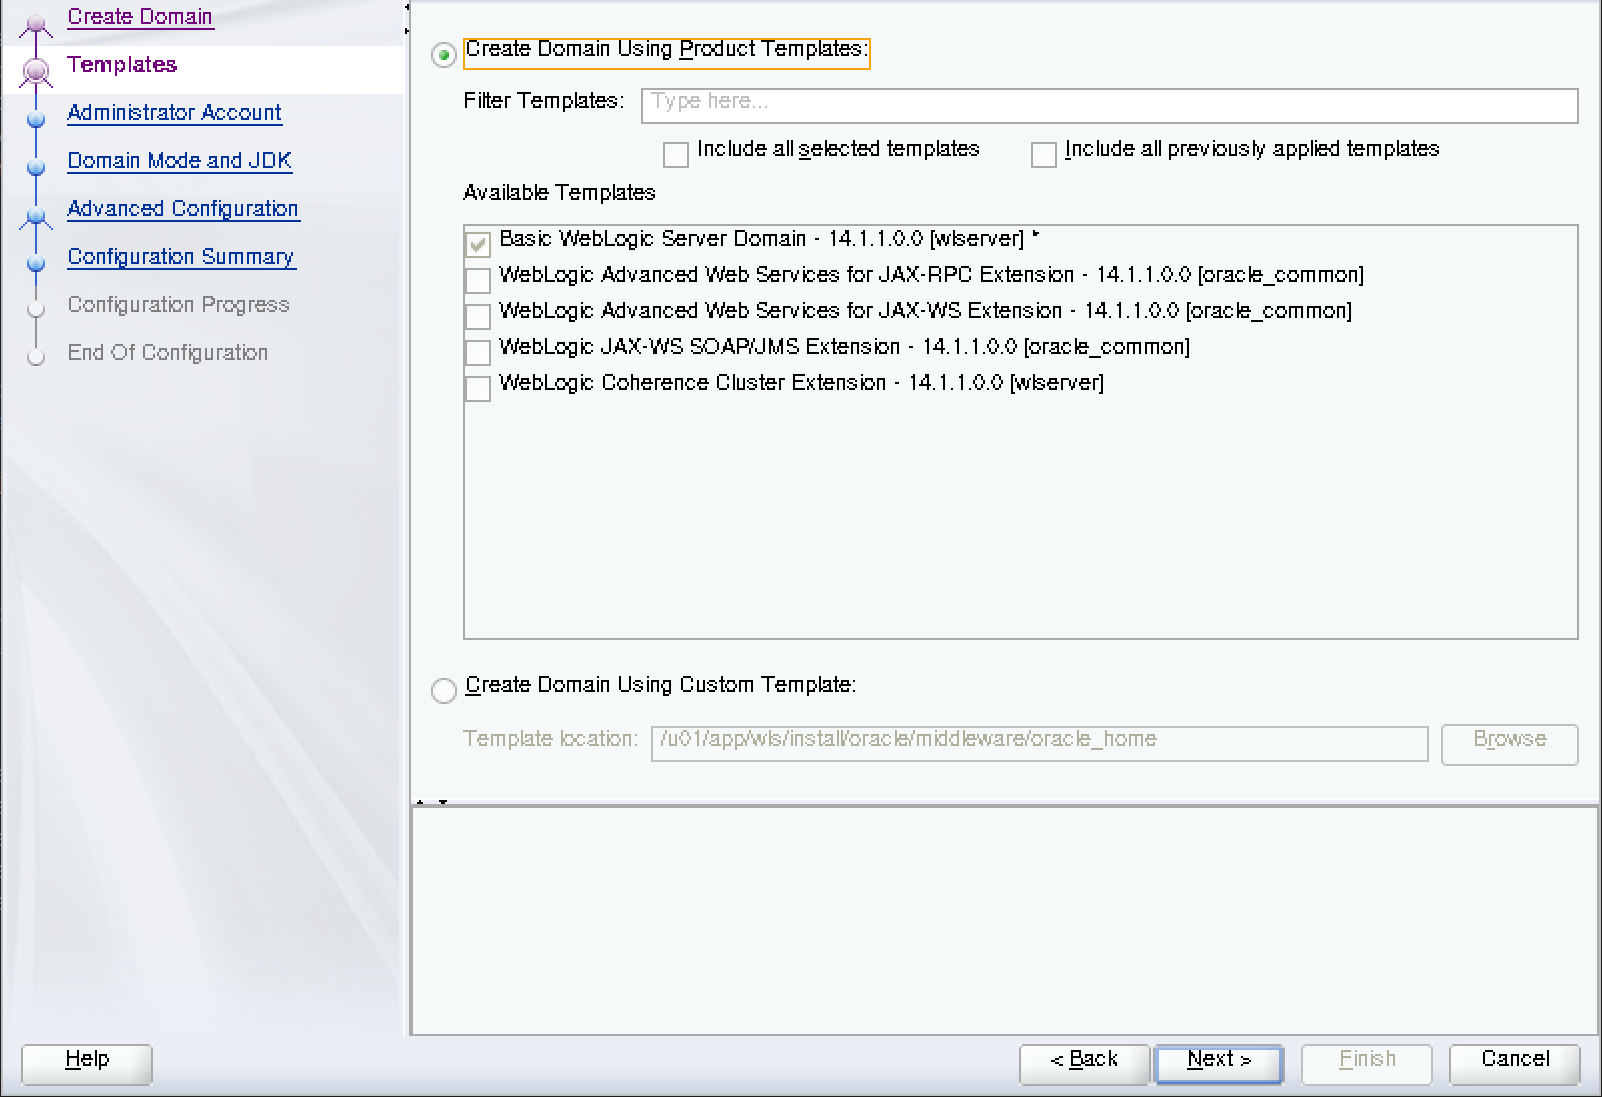 Create Domain
Templates
Administrator Account
Domain Mode and JDK
Advanced Configuration
Configuration Summary
Configuration Progress
End Of Configuration
Create Domain Using Product Templates:
Filter Templates: Type here...
Include all selected templates Include all previously applied templates
Available Templates
Basic WebLogic Server Domain - 14.1.1.0.0 [wlserver] *
WebLogic Advanced Web Services for JAX-RPC Extension - 14.1.1.0.0 [oracle_common]
WebLogic Advanced Web Services for JAX-WS Extension - 14.1.1.0.0 [oracle_common]
WebLogic JAX-WS SOAP/JMS Extension - 14.1.1.0.0 [oracle_common]
WebLogic Coherence Cluster Extension - 14.1.1.0.0 [wlserver]
Create Domain Using Custom Template:
Template location: /u01/app/wls/install/oracle/middleware/oracle_home Browse
Help < Back Next > Finish Cancel